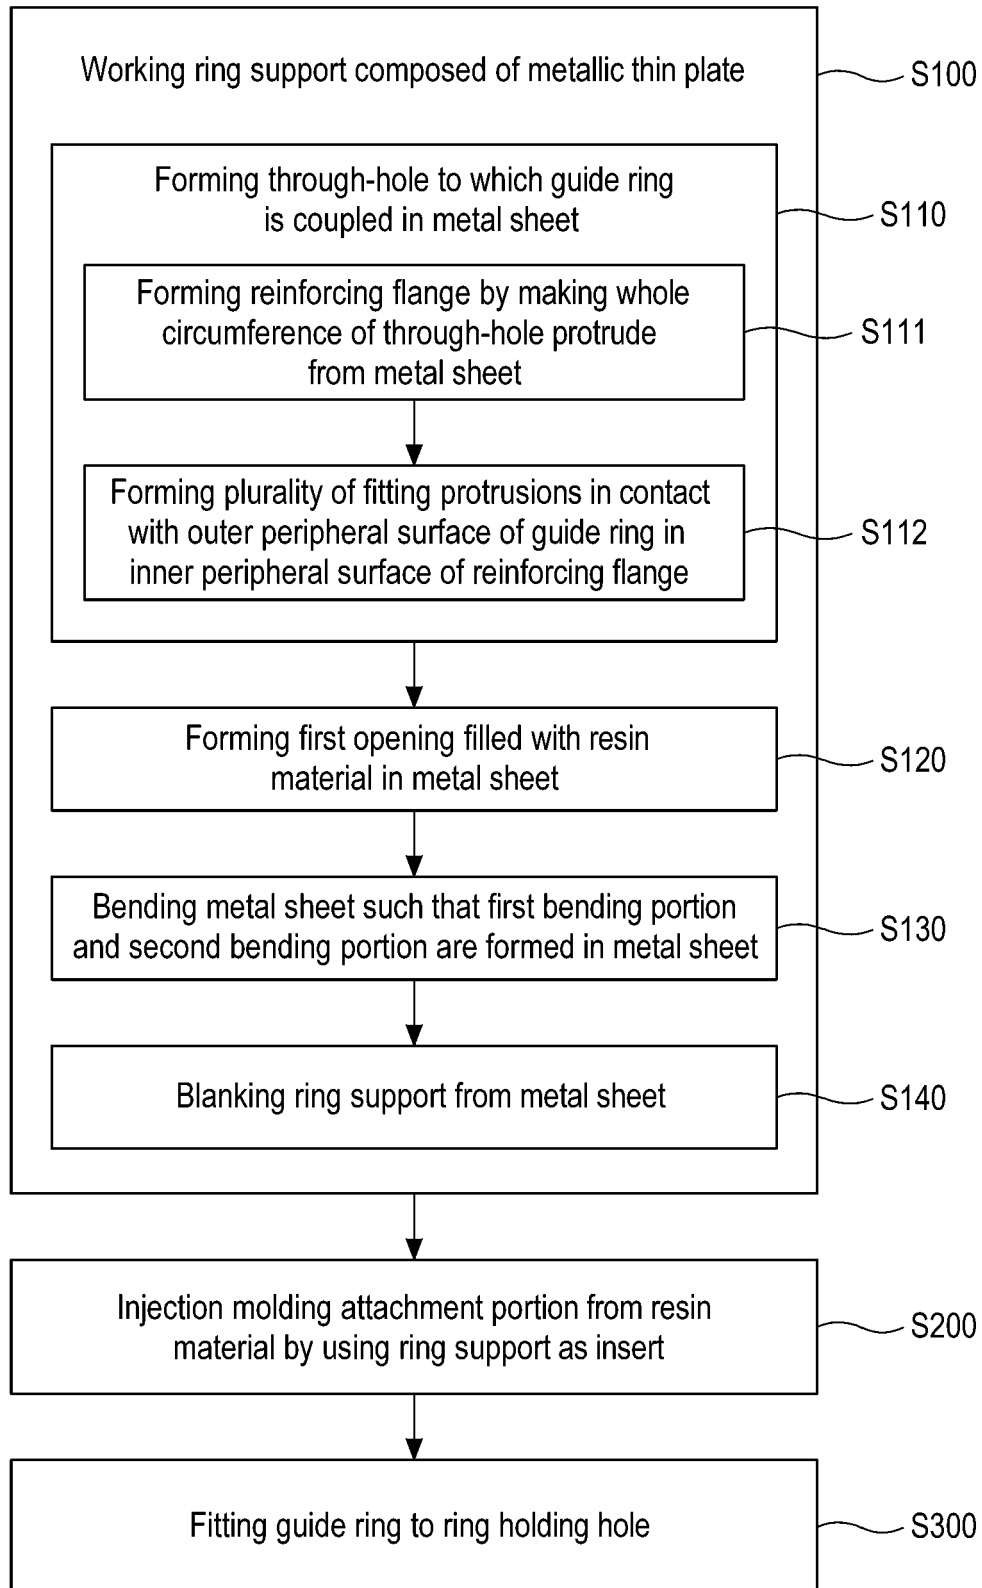 Working ring support composed of metallic thin plate
S100
Forming through-hole to which guide ring
is coupled in metal sheet
S110
Forming reinforcing flange by making whole
circumference of through-hole protrude
from metal sheet
S111
Forming plurality of fitting protrusions in contact
with outer peripheral surface of guide ring in
inner peripheral surface of reinforcing flange
S112
Forming first opening filled with resin
material in metal sheet
S120
Bending metal sheet such that first bending portion
and second bending portion are formed in metal sheet
S130
Blanking ring support from metal sheet
S140
Injection molding attachment portion from resin
material by using ring support as insert
S200
Fitting guide ring to ring holding hole
S300